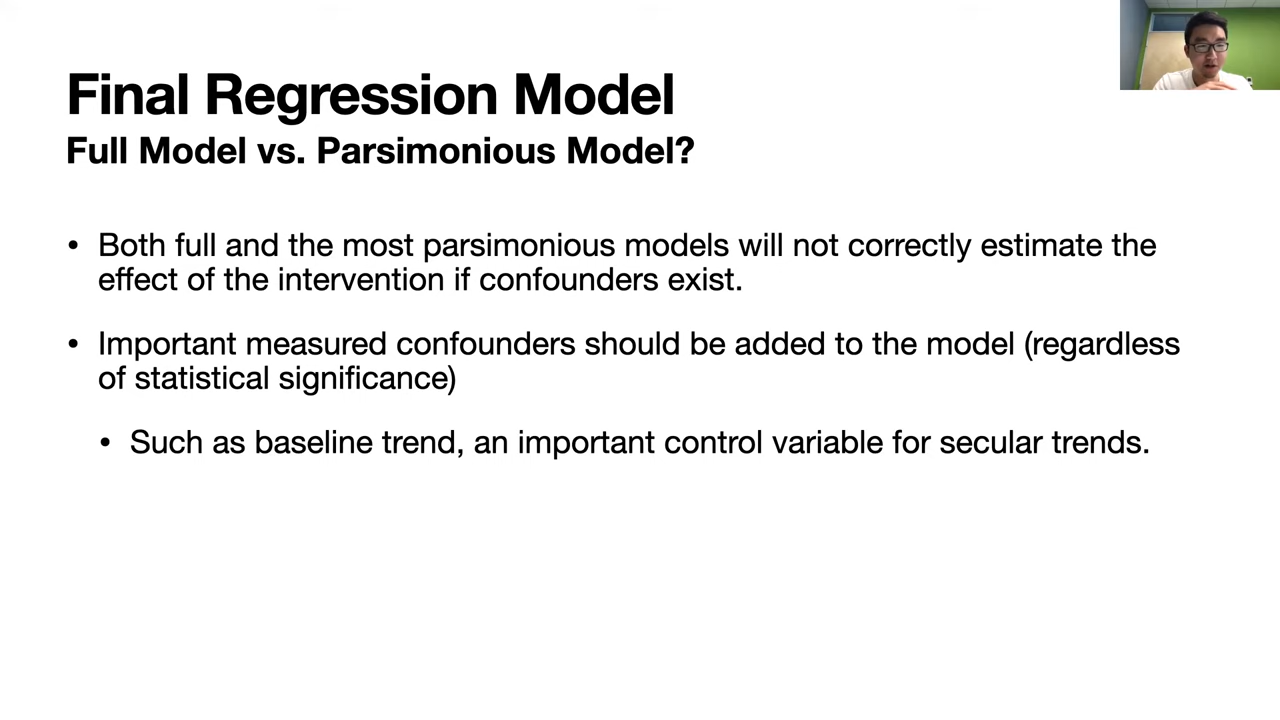 Final Regression Model
Full Model vs. Parsimonious Model?
• Both full and the most parsimonious models will not correctly estimate the
effect of the intervention if confounders exist.
• Important measured confounders should be added to the model (regardless
of statistical significance)
• Such as baseline trend, an important control variable for secular trends.